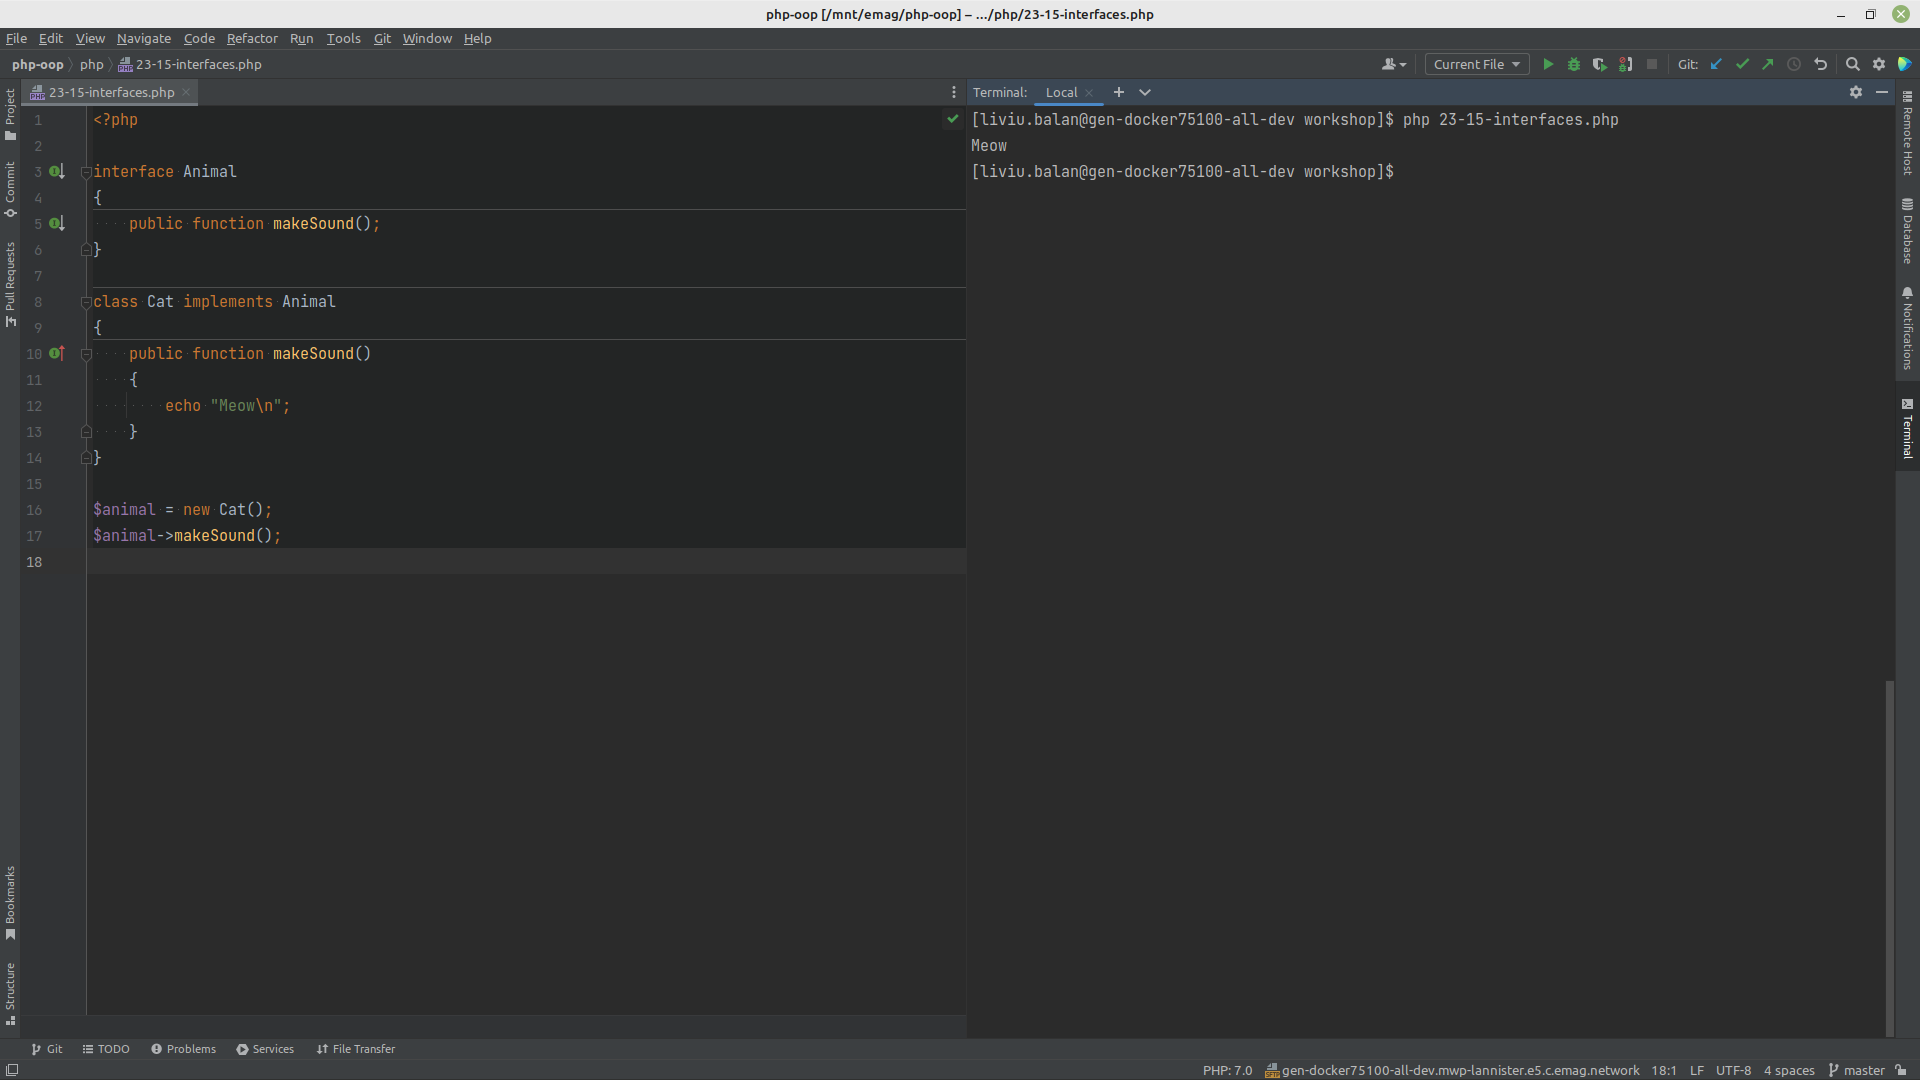 php-oop [/mnt/emag/php-oop] – .../php/23-15-interfaces.php
File Edit View Navigate Code Refactor Run Tools Git Window Help
php-oop php 23-15-interfaces.php Current File Git:
23-15-interfaces.php
1 <?php
2
3 interface Animal
4 {
5 public function makeSound();
6 }
7
8 class Cat implements Animal
9 {
10 public function makeSound()
11 {
12 echo "Meow\n";
13 }
14 }
15
16 $animal = new Cat();
17 $animal->makeSound();
18
Terminal: Local
[liviu.balan@gen-docker75100-all-dev workshop]$ php 23-15-interfaces.php
Meow
[liviu.balan@gen-docker75100-all-dev workshop]$
Project
Commit
Pull Requests
Bookmarks
Structure
Remote Host
Database
Notifications
Terminal
Git TODO Problems Services File Transfer
PHP: 7.0 gen-docker75100-all-dev.mwp-lannister.e5.c.emag.network 18:1 LF UTF-8 4 spaces master